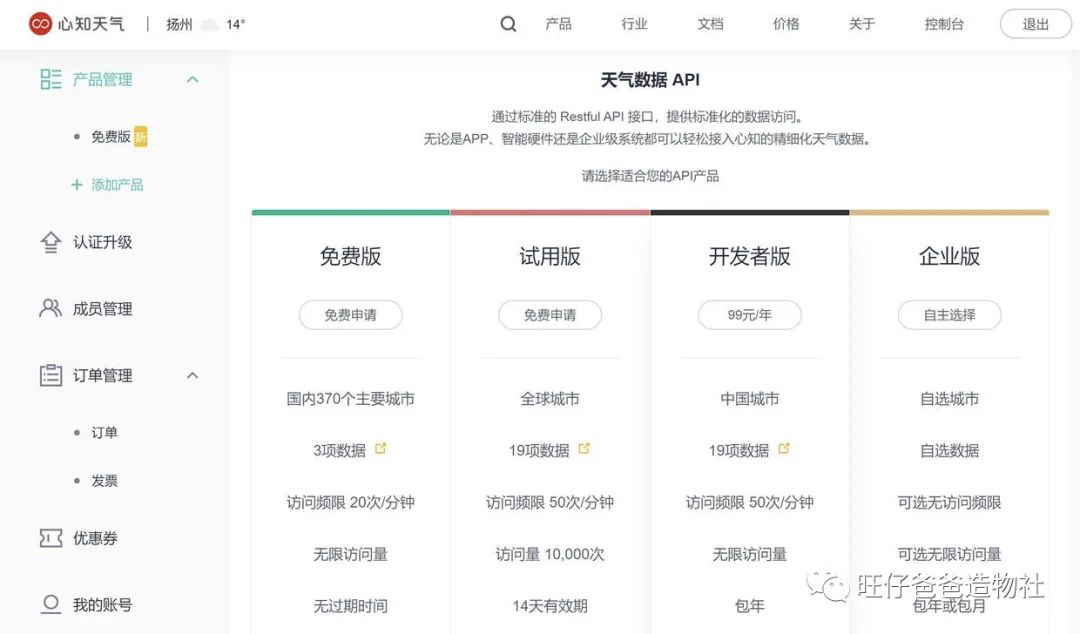 心知天气 | 扬州 14°
产品 行业 文档 价格 关于 控制台 退出
产品管理
免费版 新
+ 添加产品
认证升级
成员管理
订单管理
订单
发票
优惠券
我的账号
天气数据 API
通过标准的 Restful API 接口，提供标准化的数据访问。
无论是APP、智能硬件还是企业级系统都可以轻松接入心知的精细化天气数据。
请选择适合您的API产品
免费版 试用版 开发者版 企业版
免费申请 免费申请 99元/年 自主选择
国内370个主要城市 全球城市 中国城市 自选城市
3项数据 19项数据 19项数据 自选数据
访问频限 20次/分钟 访问频限 50次/分钟 访问频限 50次/分钟 可选无访问频限
无限访问量 访问量 10,000次 无限访问量 可选无限访问量
无过期时间 14天有效期 包年 包年或包月
旺仔爸爸造物社